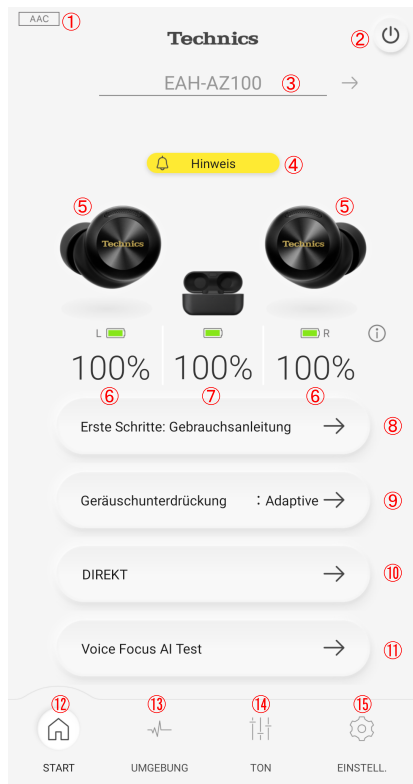 AAC ①
Technics ②
EAH-AZ100 ③
Hinweis ④
⑤ ⑤
Technics Technics
L R
100% 100% 100%
⑥ ⑦ ⑥
Erste Schritte: Gebrauchsanleitung ⑧
Geräuschunterdrückung : Adaptive ⑨
DIREKT ⑩
Voice Focus AI Test ⑪
⑫ ⑬ ⑭ ⑮
START UMGEBUNG TON EINSTELL.